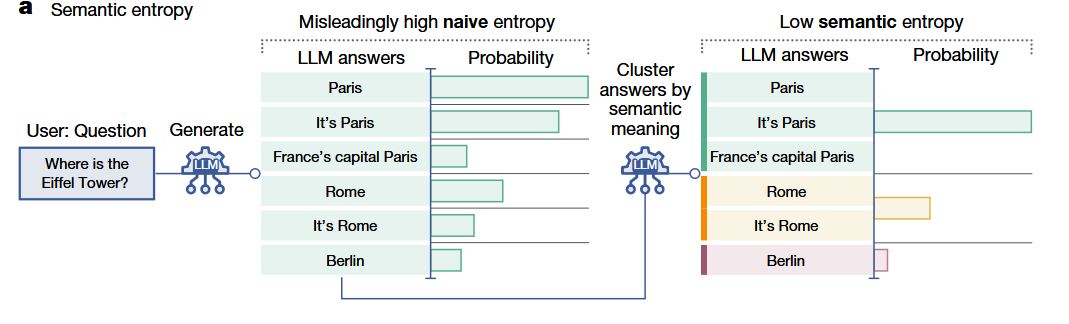 a Semantic entropy
Misleadingly high naive entropy
LLM answers Probability
User: Question
Where is the
Eiffel Tower?
Generate
LLM
Paris
It's Paris
France's capital Paris
Rome
It's Rome
Berlin
Cluster
answers by
semantic
meaning
LLM
Low semantic entropy
LLM answers Probability
Paris
It's Paris
France's capital Paris
Rome
It's Rome
Berlin